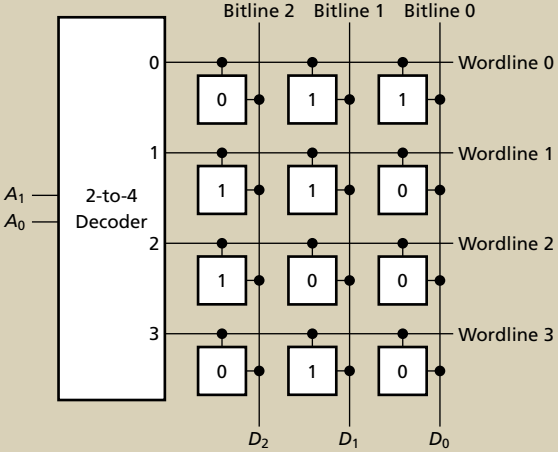 Bitline 2 Bitline 1 Bitline 0
0 Wordline 0
0 1 1
1 Wordline 1
A1 2-to-4
1 1 0
A0 Decoder
2 Wordline 2
1 0 0
3 Wordline 3
0 1 0
D2 D1 D0